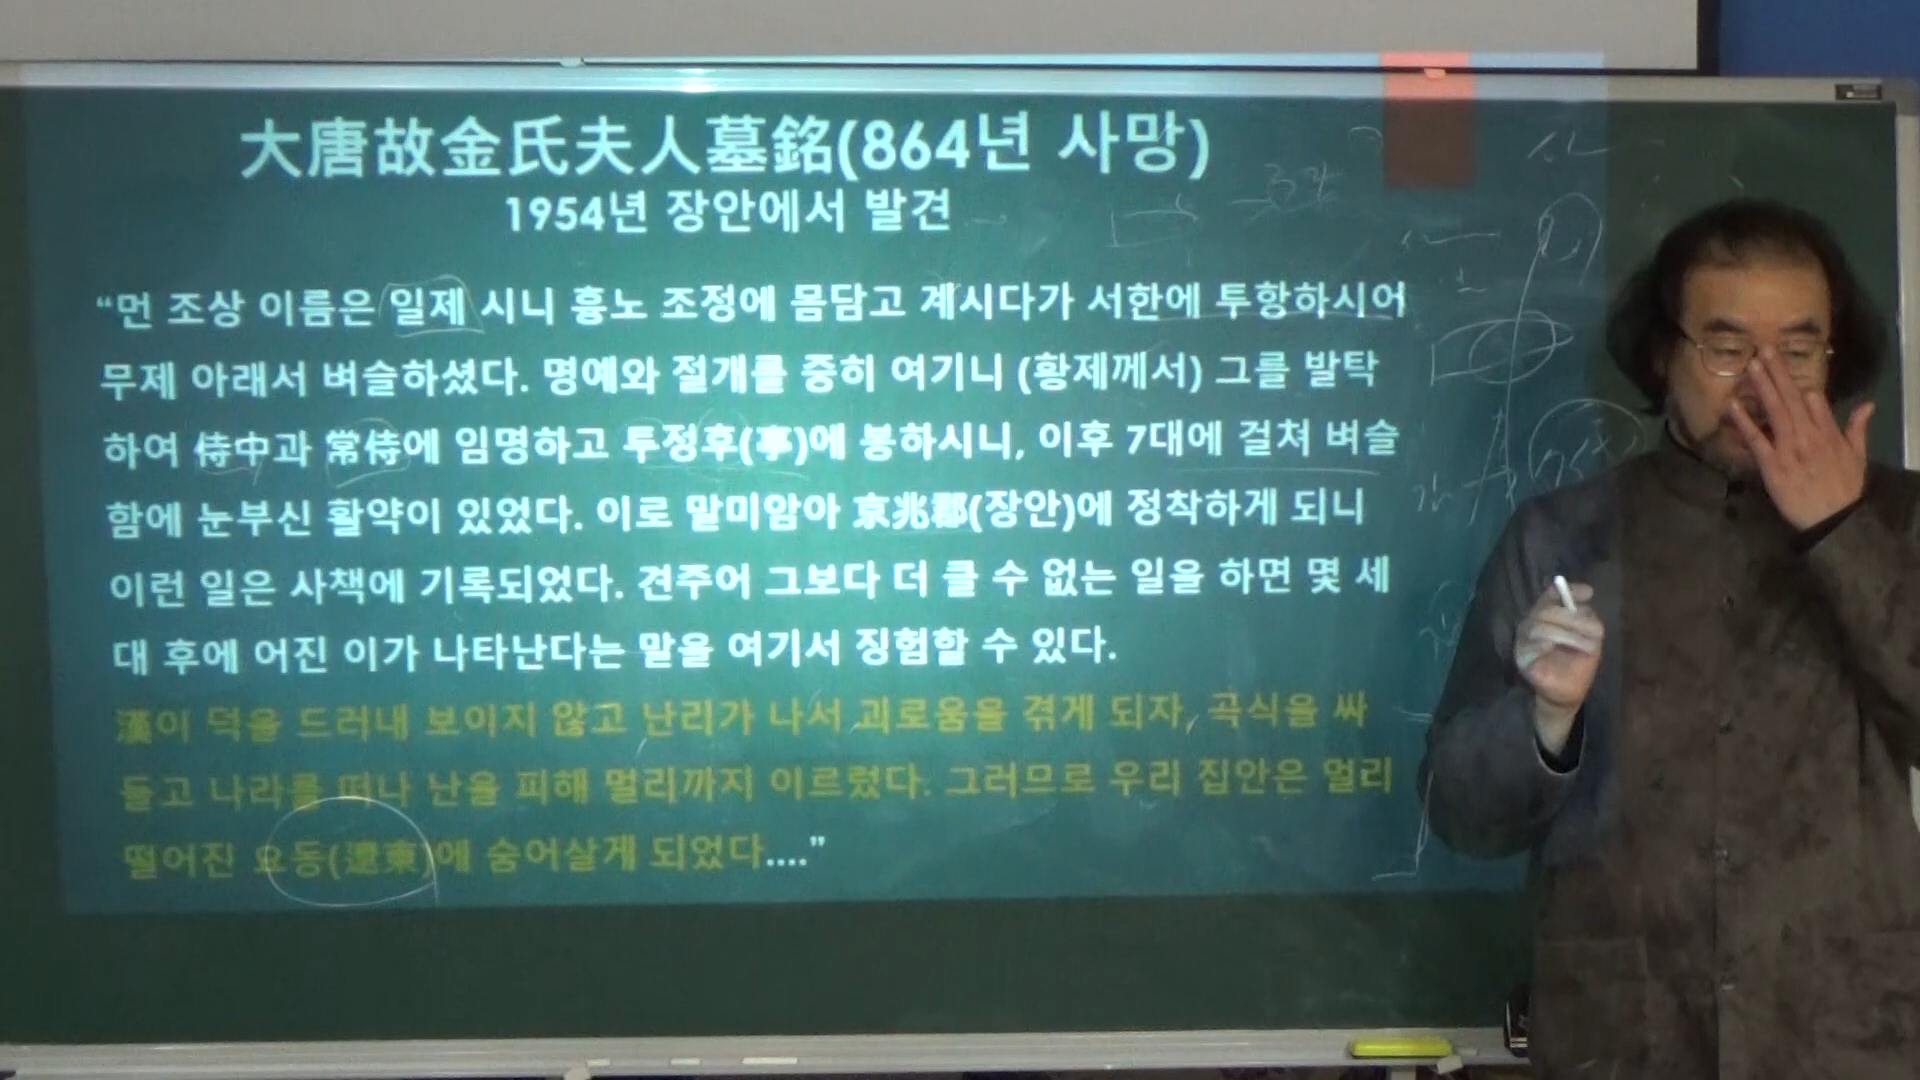 大唐故金氏夫人墓銘(864년 사망)
1954년 장안에서 발견
“먼 조상 이름은 일제 시니 흉노 조정에 몸담고 계시다가 서한에 투항하시어
무제 아래서 벼슬하셨다. 명예와 절개를 중히 여기니 (황제께서) 그를 발탁
하여 侍中과 常侍에 임명하고 투정후(亭)에 봉하시니, 이후 7대에 걸쳐 벼슬
함에 눈부신 활약이 있었다. 이로 말미암아 京兆郡(장안)에 정착하게 되니
이런 일은 사책에 기록되었다. 견주어 그보다 더 클 수 없는 일을 하면 몇 세
대 후에 어진 이가 나타난다는 말을 여기서 징험할 수 있다.
漢이 덕을 드러내 보이지 않고 난리가 나서 괴로움을 겪게 되자, 곡식을 싸
들고 나라를 떠나 난을 피해 멀리까지 이르렀다. 그러므로 우리 집안은 멀리
떨어진 요동(遼東)에 숨어살게 되었다....”